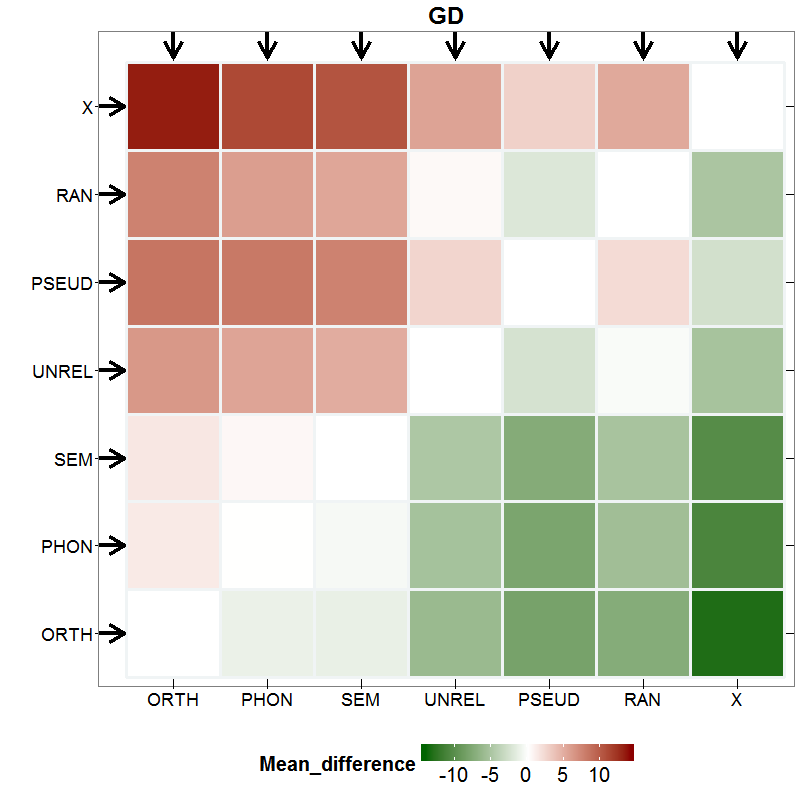 GD
X
RAN
PSEUD
UNREL
SEM
PHON
ORTH
ORTH PHON SEM UNREL PSEUD RAN X
Mean_difference
-10 -5 0 5 10